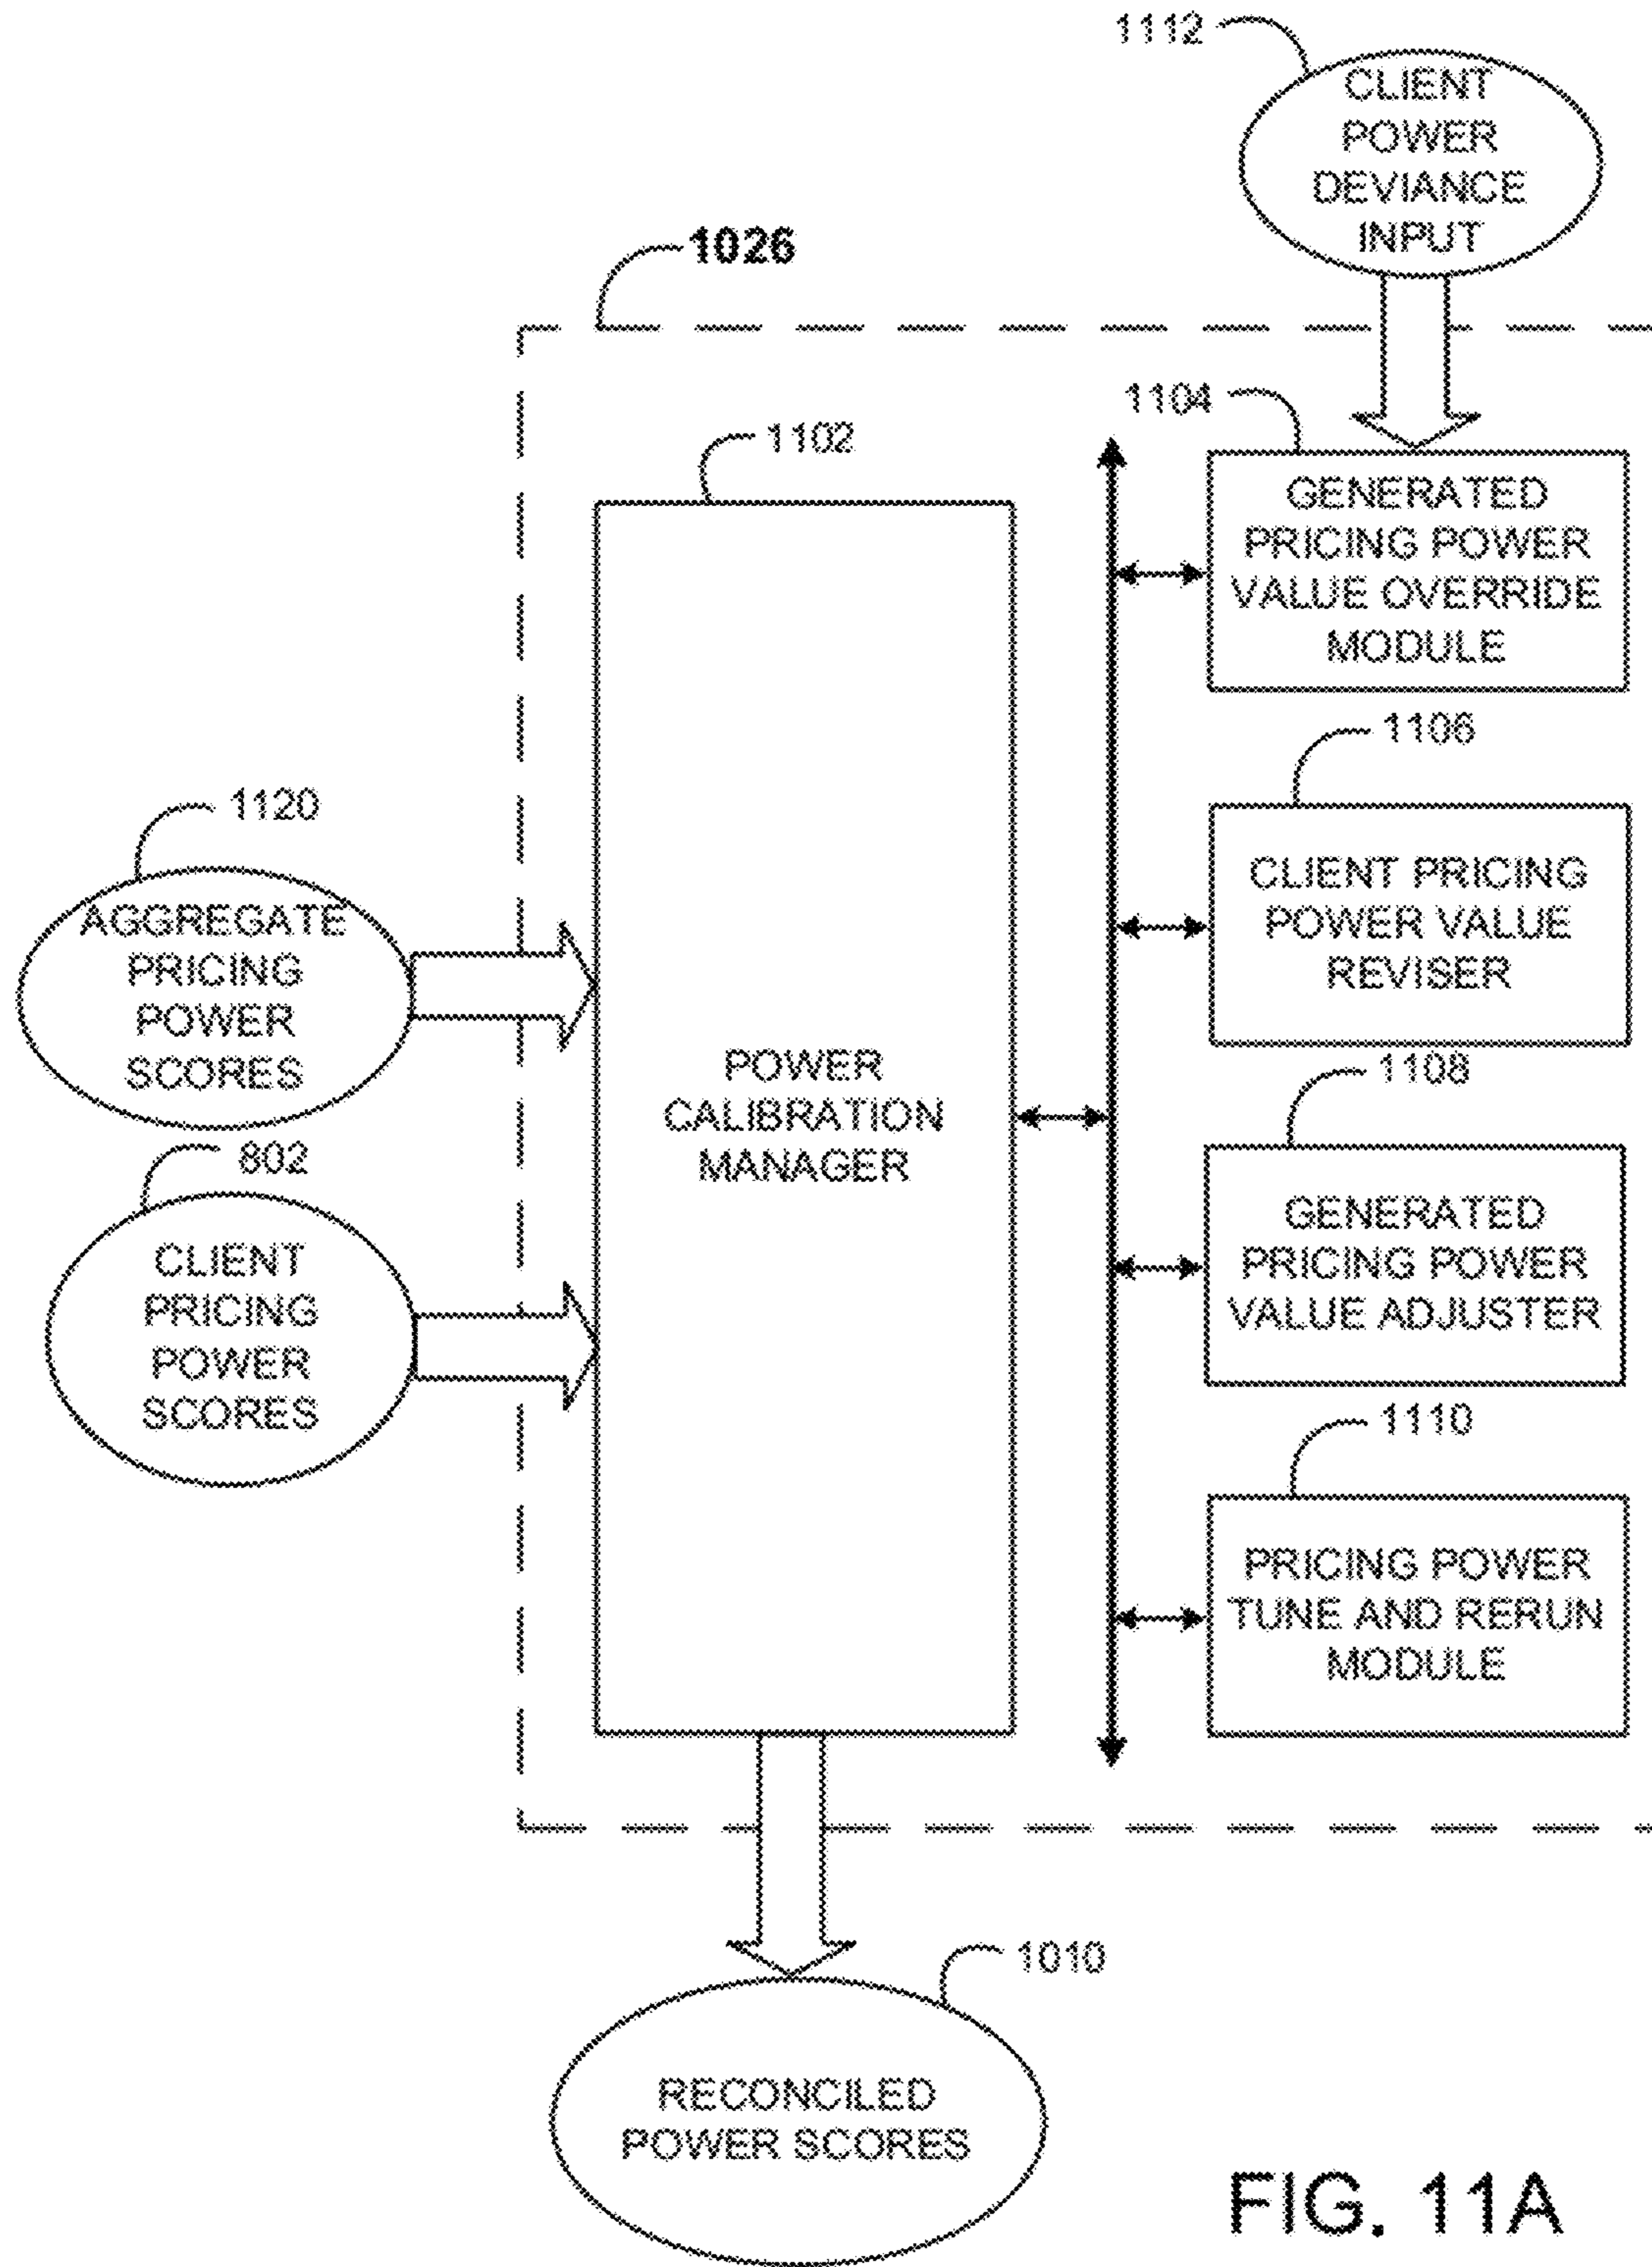 1112
CLIENT
POWER
DEVIANCE
INPUT
1026
1104
1102
GENERATED
PRICING POWER
VALUE OVERRIDE
MODULE
1106
1120
CLIENT PRICING
POWER VALUE
REVISER
AGGREGATE
PRICING
POWER
SCORES
POWER
CALIBRATION
MANAGER
1108
802
GENERATED
PRICING POWER
VALUE ADJUSTER
CLIENT
PRICING
POWER
SCORES
1110
PRICING POWER
TUNE AND RERUN
MODULE
1010
RECONCILED
POWER SCORES
FIG. 11A